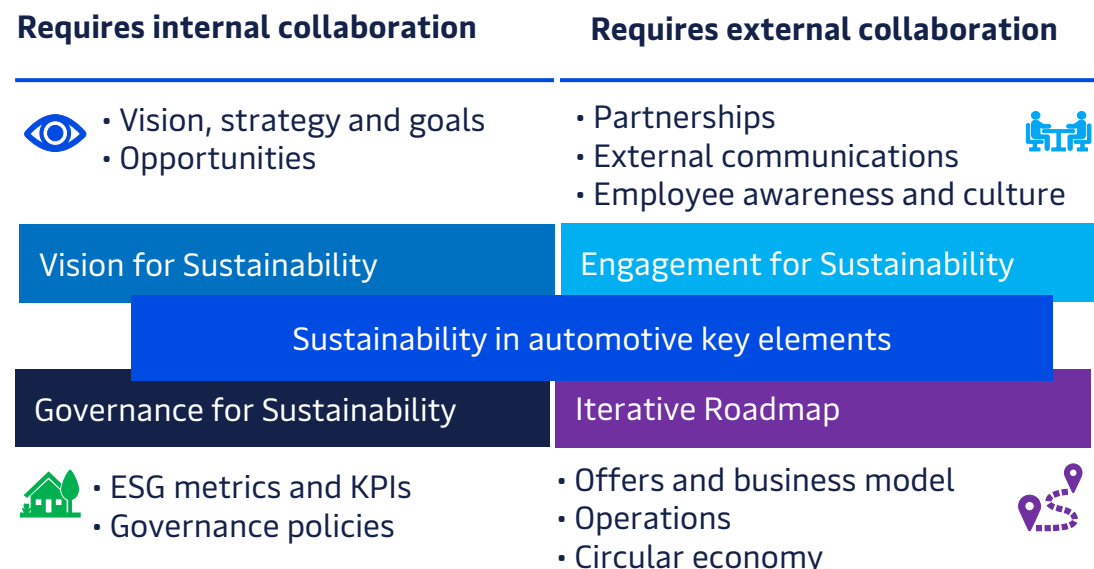 Requires internal collaboration
Requires external collaboration
• Vision, strategy and goals
• Opportunities
• Partnerships
• External communications
• Employee awareness and culture
Vision for Sustainability
Engagement for Sustainability
Sustainability in automotive key elements
Governance for Sustainability
Iterative Roadmap
• ESG metrics and KPIs
• Governance policies
• Offers and business model
• Operations
• Circular economy